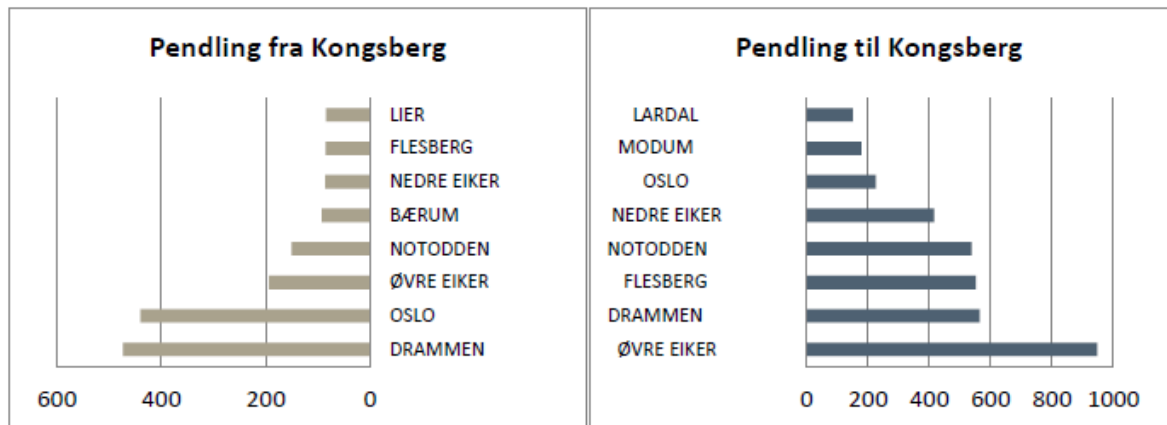 Pendling fra Kongsberg
LIER
FLESBERG
NEDRE EIKER
BÆRUM
NOTODDEN
ØVRE EIKER
OSLO
DRAMMEN
600 400 200 0
Pendling til Kongsberg
LARDAL
MODUM
OSLO
NEDRE EIKER
NOTODDEN
FLESBERG
DRAMMEN
ØVRE EIKER
0 200 400 600 800 1000